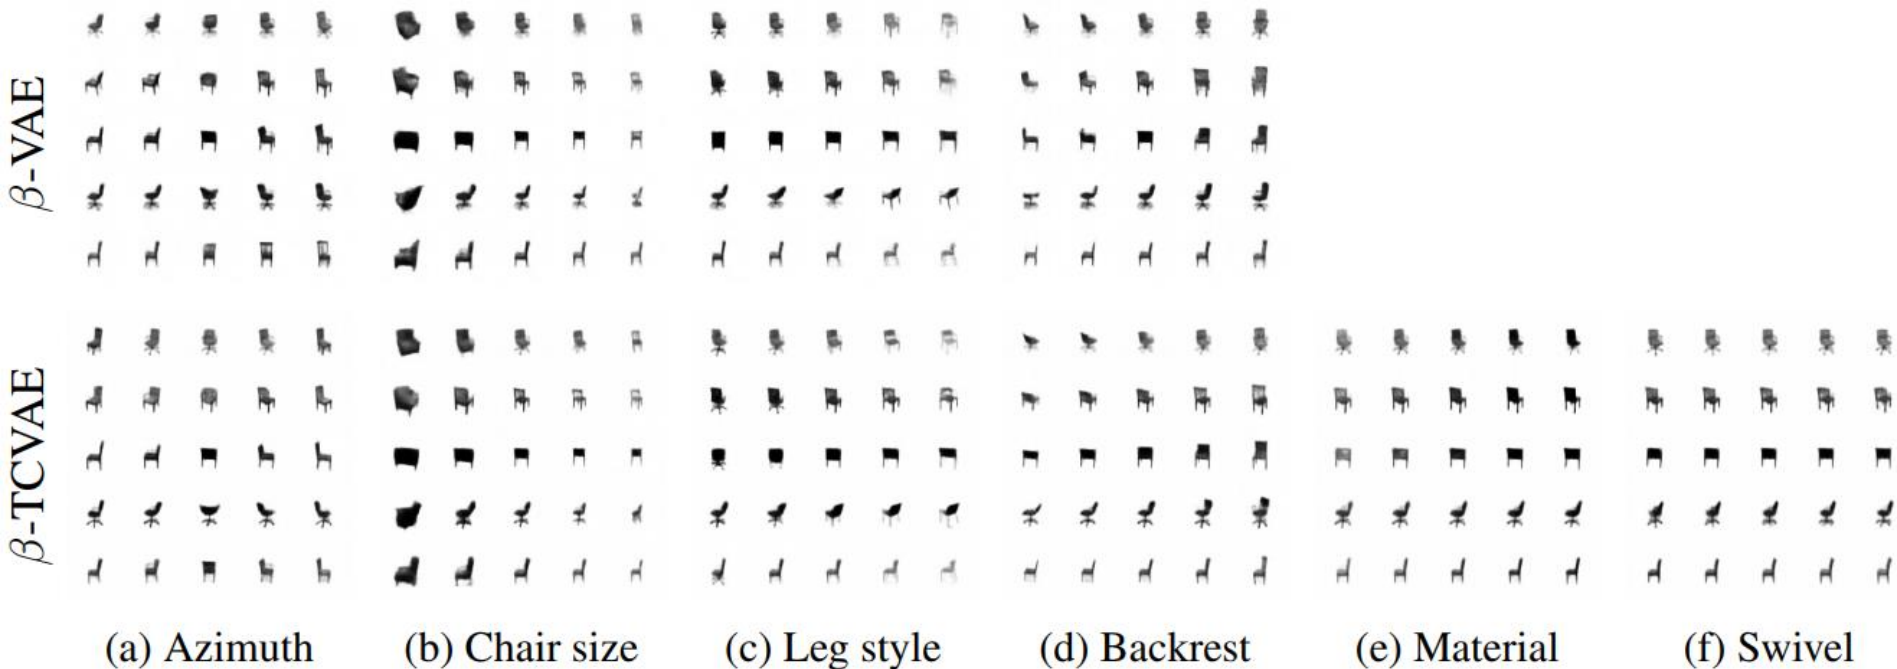 β-VAE
β-TCVAE
(a) Azimuth
(b) Chair size
(c) Leg style
(d) Backrest
(e) Material
(f) Swivel